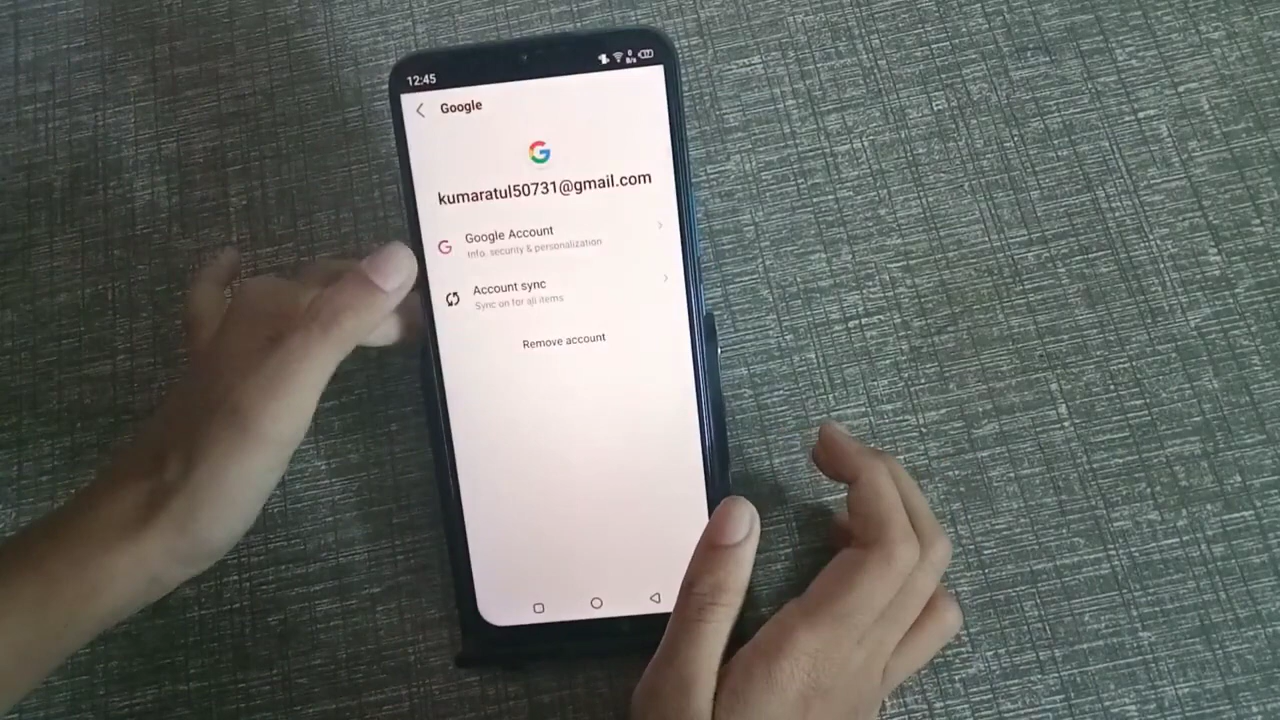 12:45
Google
kumaratul50731@gmail.com
Google Account
Info, security & personalization
Account sync
Sync on for all items
Remove account